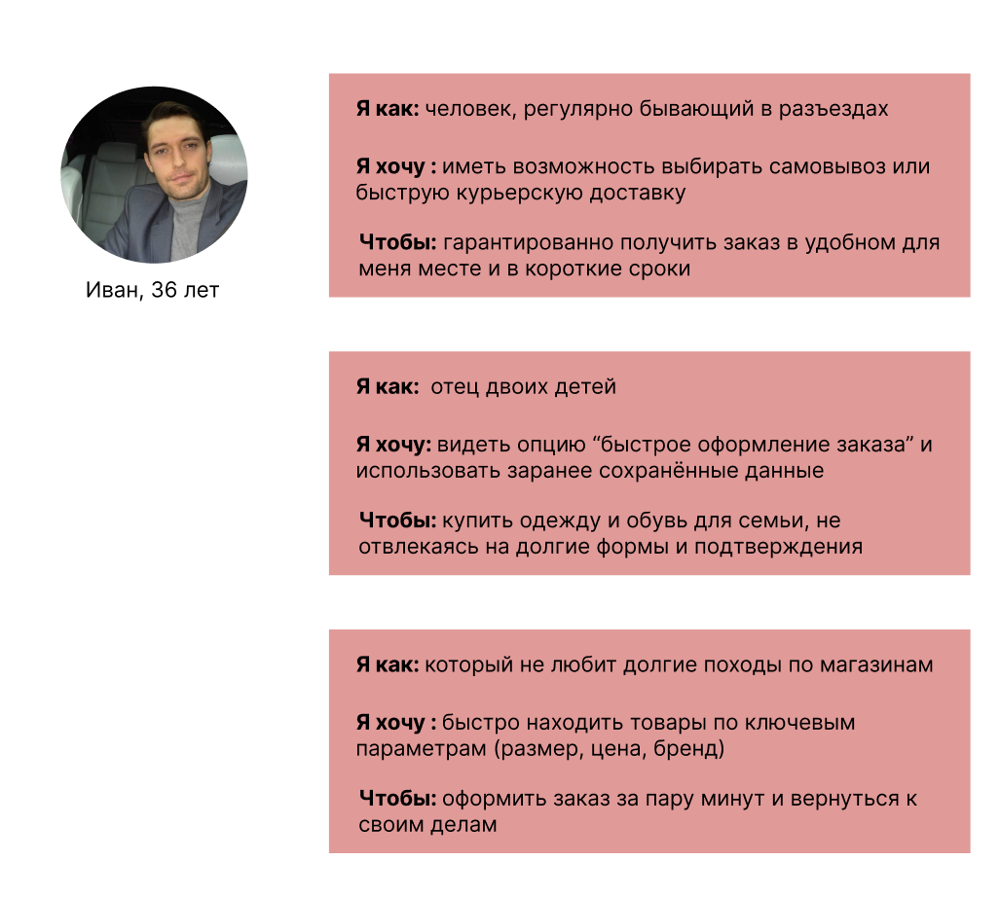 Я как: человек, регулярно бывающий в разъездах
Я хочу : иметь возможность выбирать самовывоз или
быструю курьерскую доставку
Чтобы: гарантированно получить заказ в удобном для
меня месте и в короткие сроки
Иван, 36 лет
Я как: отец двоих детей
Я хочу: видеть опцию “быстрое оформление заказа” и
использовать заранее сохранённые данные
Чтобы: купить одежду и обувь для семьи, не
отвлекаясь на долгие формы и подтверждения
Я как: который не любит долгие походы по магазинам
Я хочу : быстро находить товары по ключевым
параметрам (размер, цена, бренд)
Чтобы: оформить заказ за пару минут и вернуться к
своим делам